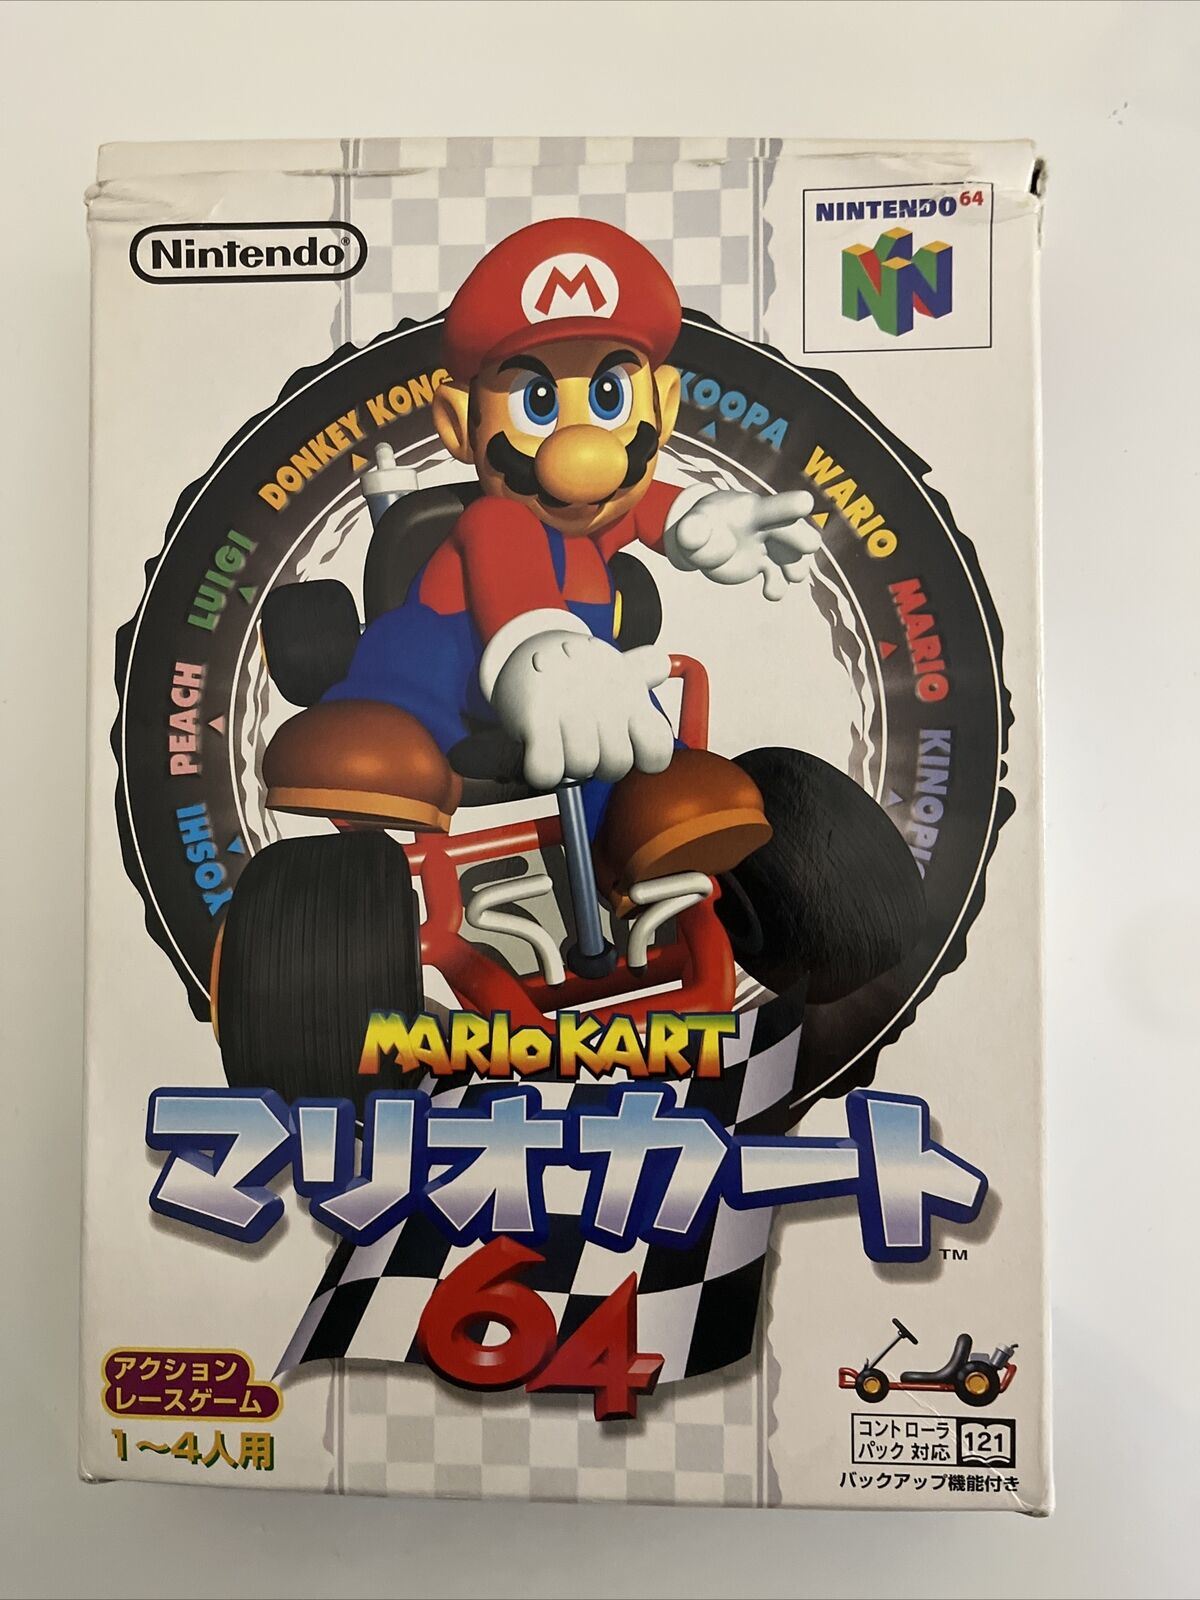 Nintendo®
NINTENDO64
M
DONKEY KONG
KOOPA
WARIO
LUIGI
MARIO
PEACH
KINOPIO
YOSHI
MARIO KART
マリオカート
TM
64
アクション
レースゲーム
1〜4人用
コントローラ
パック 対応
121
バックアップ機能付き